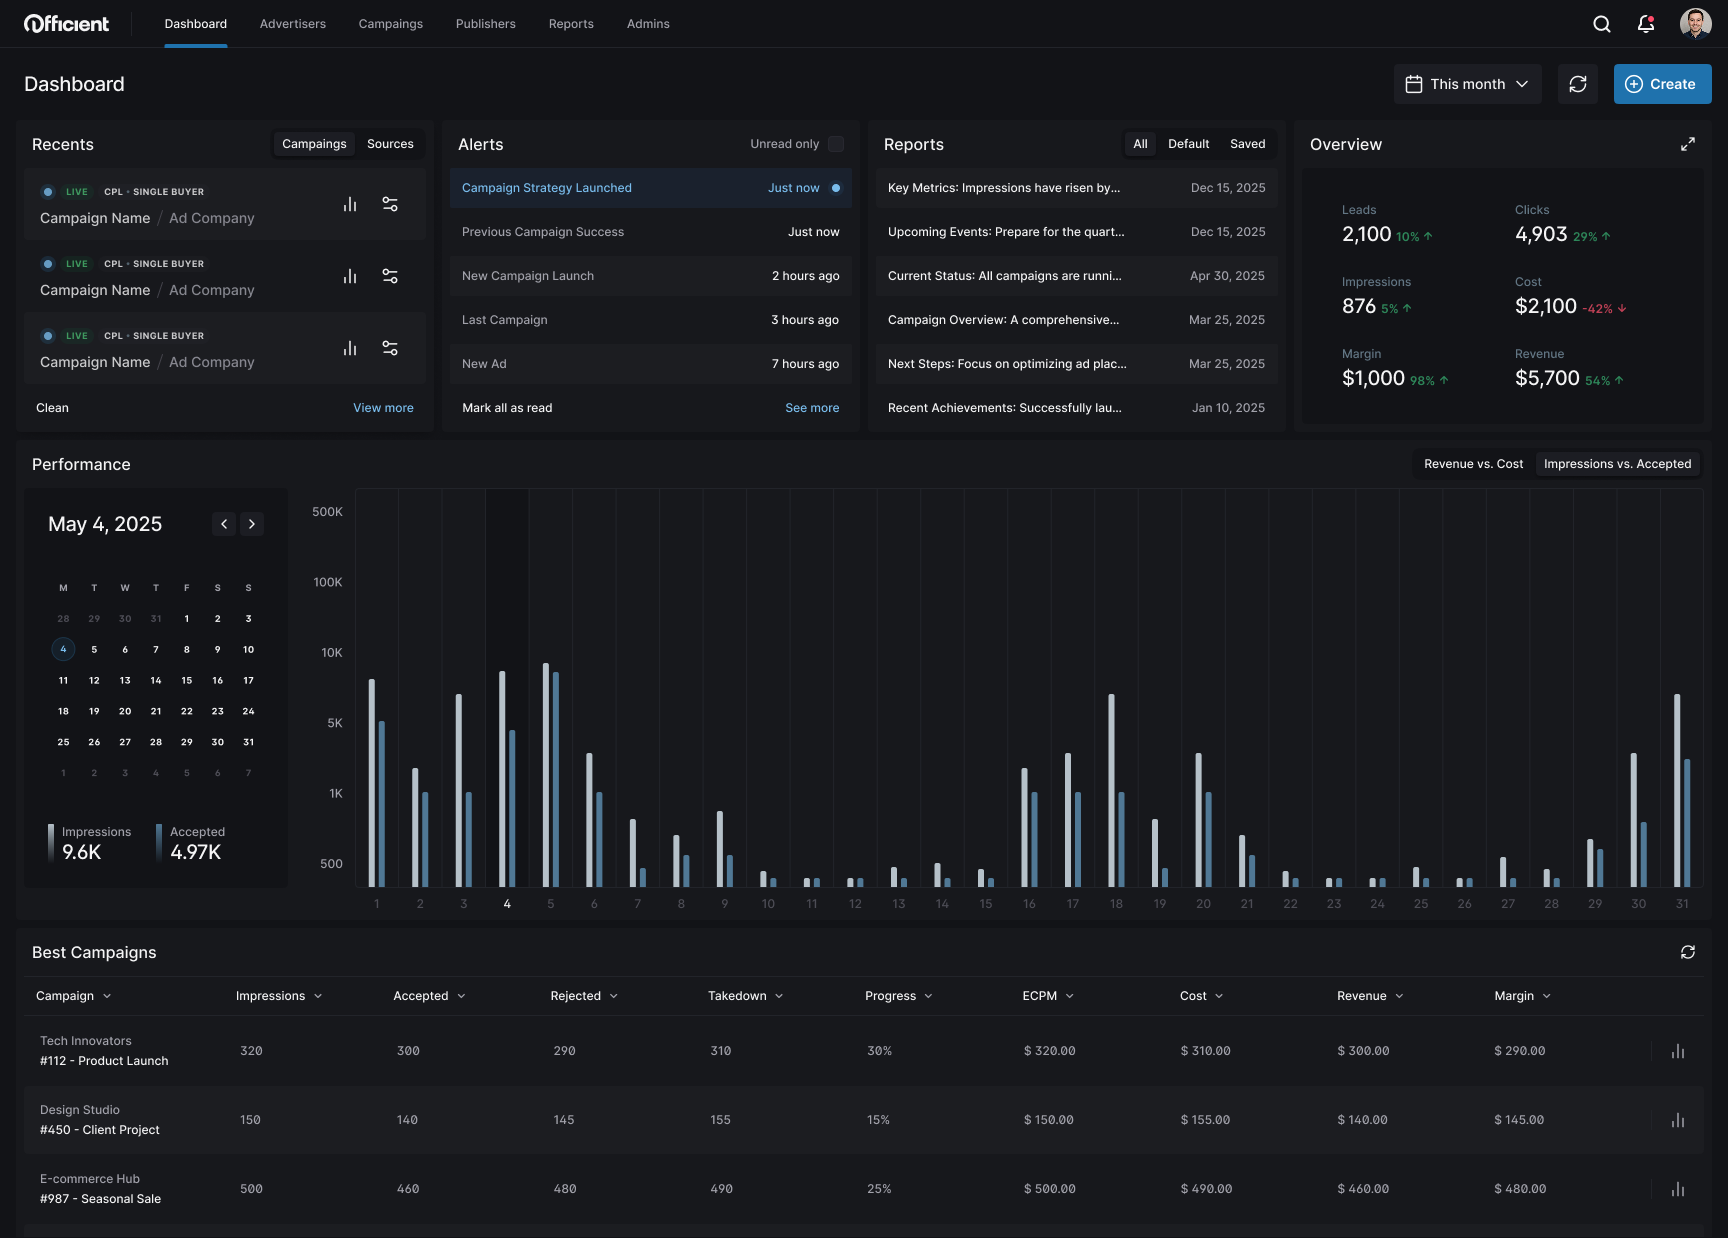 Officient
Dashboard Advertisers Campaings Publishers Reports Admins
Dashboard
This month
Create
Recents
Campaings Sources
LIVE CPL • SINGLE BUYER
Campaign Name / Ad Company
LIVE CPL • SINGLE BUYER
Campaign Name / Ad Company
LIVE CPL • SINGLE BUYER
Campaign Name / Ad Company
Clean View more
Alerts Unread only
Campaign Strategy Launched Just now
Previous Campaign Success Just now
New Campaign Launch 2 hours ago
Last Campaign 3 hours ago
New Ad 7 hours ago
Mark all as read See more
Reports All Default Saved
Key Metrics: Impressions have risen by... Dec 15, 2025
Upcoming Events: Prepare for the quart... Dec 15, 2025
Current Status: All campaigns are runni... Apr 30, 2025
Campaign Overview: A comprehensive... Mar 25, 2025
Next Steps: Focus on optimizing ad plac... Mar 25, 2025
Recent Achievements: Successfully lau... Jan 10, 2025
Overview
Leads Clicks
2,100 10% ↑ 4,903 29% ↑
Impressions Cost
876 5% ↑ $2,100 -42% ↓
Margin Revenue
$1,000 98% ↑ $5,700 54% ↑
Performance
Revenue vs. Cost Impressions vs. Accepted
May 4, 2025
M T W T F S S
28 29 30 31 1 2 3
4 5 6 7 8 9 10
11 12 13 14 15 16 17
18 19 20 21 22 23 24
25 26 27 28 29 30 31
1 2 3 4 5 6 7
Impressions Accepted
9.6K 4.97K
500K
100K
10K
5K
1K
500
1 2 3 4 5 6 7 8 9 10 11 12 13 14 15 16 17 18 19 20 21 22 23 24 25 26 27 28 29 30 31
Best Campaigns
Campaign Impressions Accepted Rejected Takedown Progress ECPM Cost Revenue Margin
Tech Innovators
#112 - Product Launch 320 300 290 310 30% $ 320.00 $ 310.00 $ 300.00 $ 290.00
Design Studio
#450 - Client Project 150 140 145 155 15% $ 150.00 $ 155.00 $ 140.00 $ 145.00
E-commerce Hub
#987 - Seasonal Sale 500 460 480 490 25% $ 500.00 $ 490.00 $ 460.00 $ 480.00